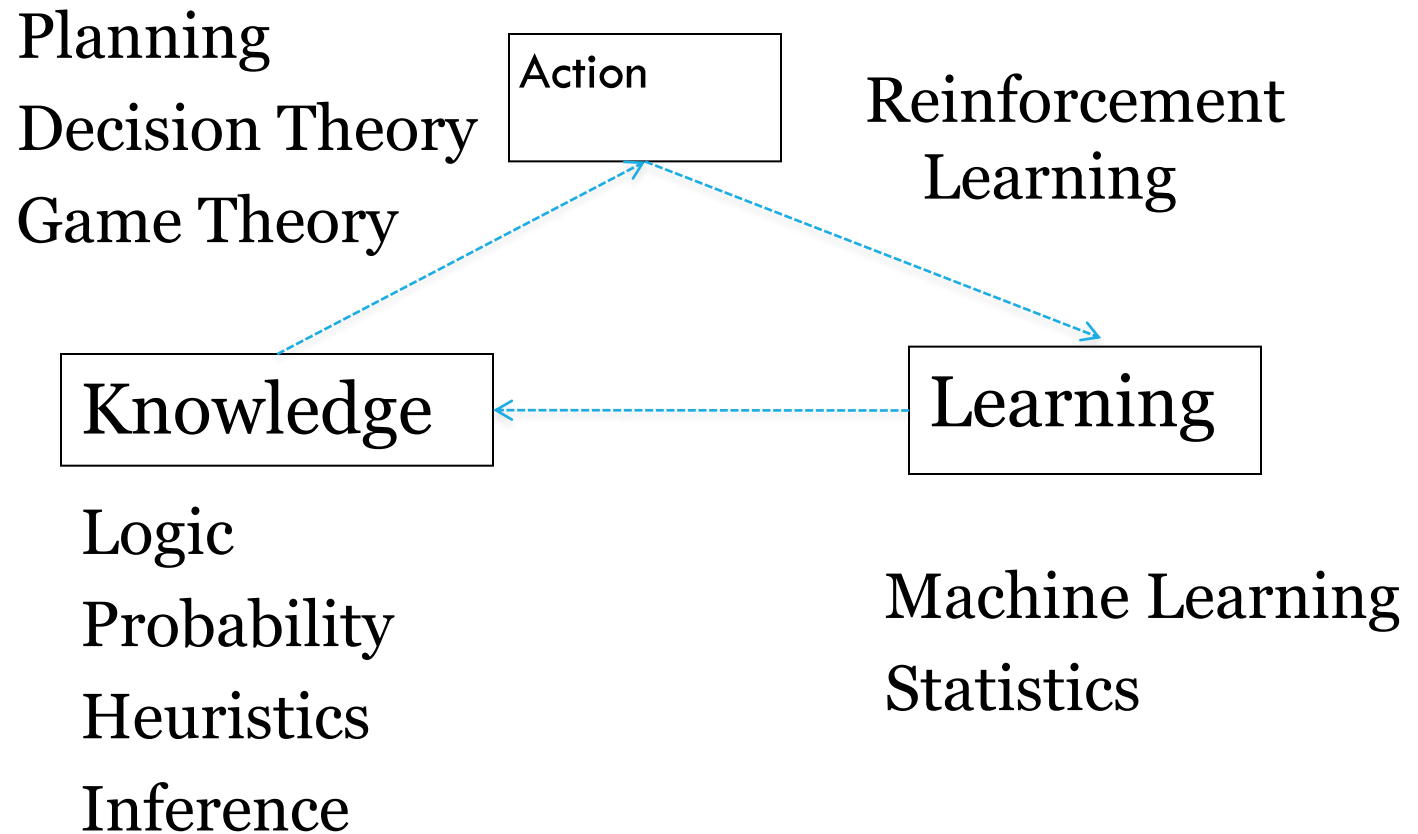 Planning
Decision Theory
Game Theory
Action
Reinforcement
Learning
Knowledge
Learning
Logic
Probability
Heuristics
Inference
Machine Learning
Statistics